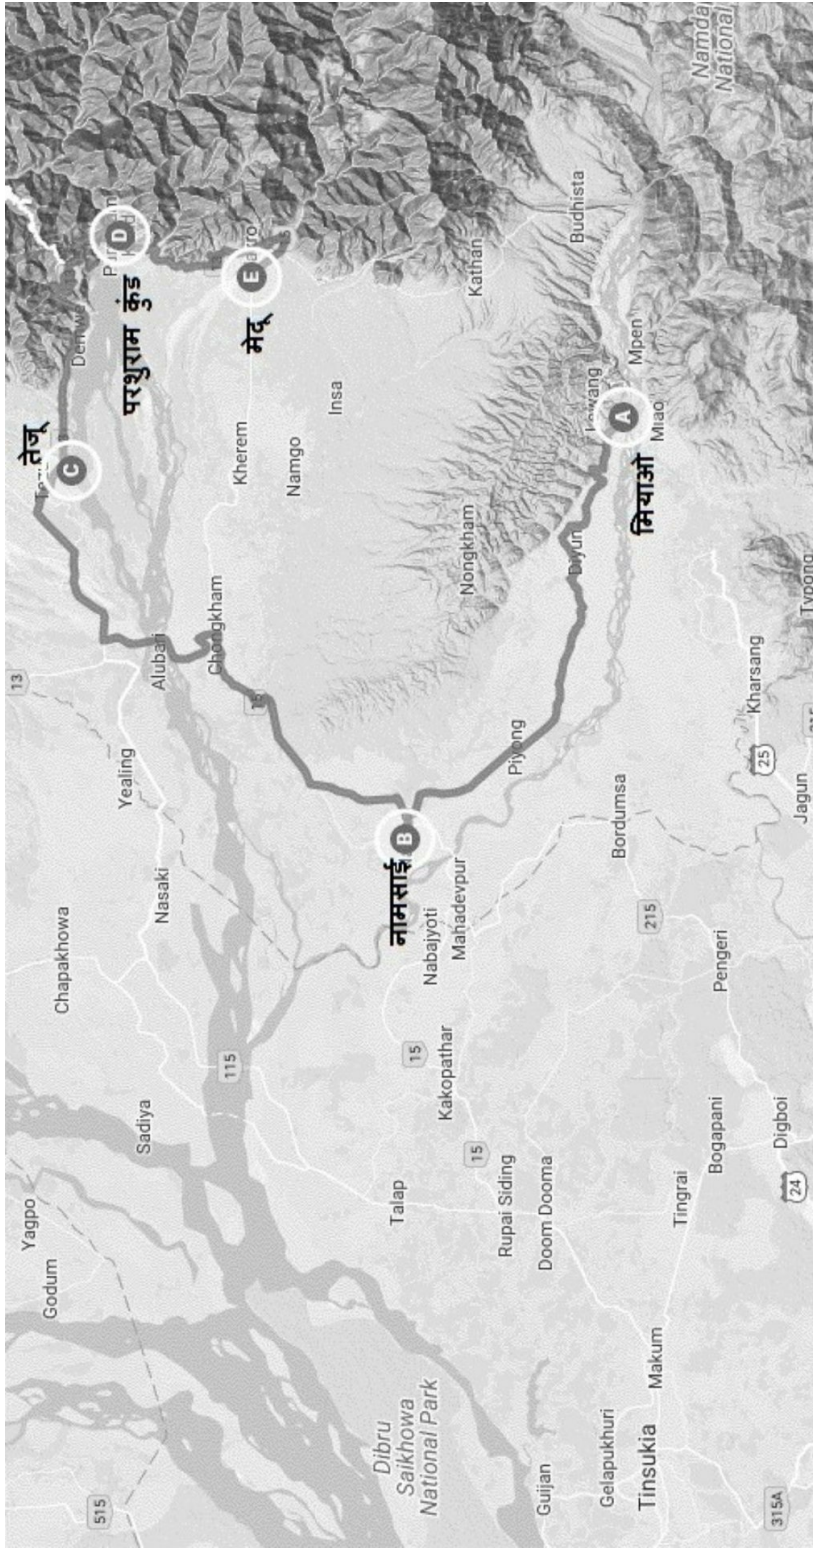 13
Yagpo
तेजू
C
Godum
Chapakhowa
515
परशुराम कुंड
D
Yealing
Sadiya
Nasaki
Alubari
115
Chongkham
Kherem
मेदू
E
15
Namgo
Insa
Dibru
Saikhowa
National Park
Talap
नामसाई
B
15
Nabajyoti
Kakopathar
Mahadevpur
Nongkham
Kathan
15
Rupai Siding
Piyong
Guijan
Doom Dooma
Diyun
Budhista
Gelapukhuri
Bordumsa
A
Tinsukia
Makum
215
मियाओ
Mpen
Miao
Tingrai
Bogapani
Pengeri
Kharsang
National
315A
24
Digboi
25
Jagun